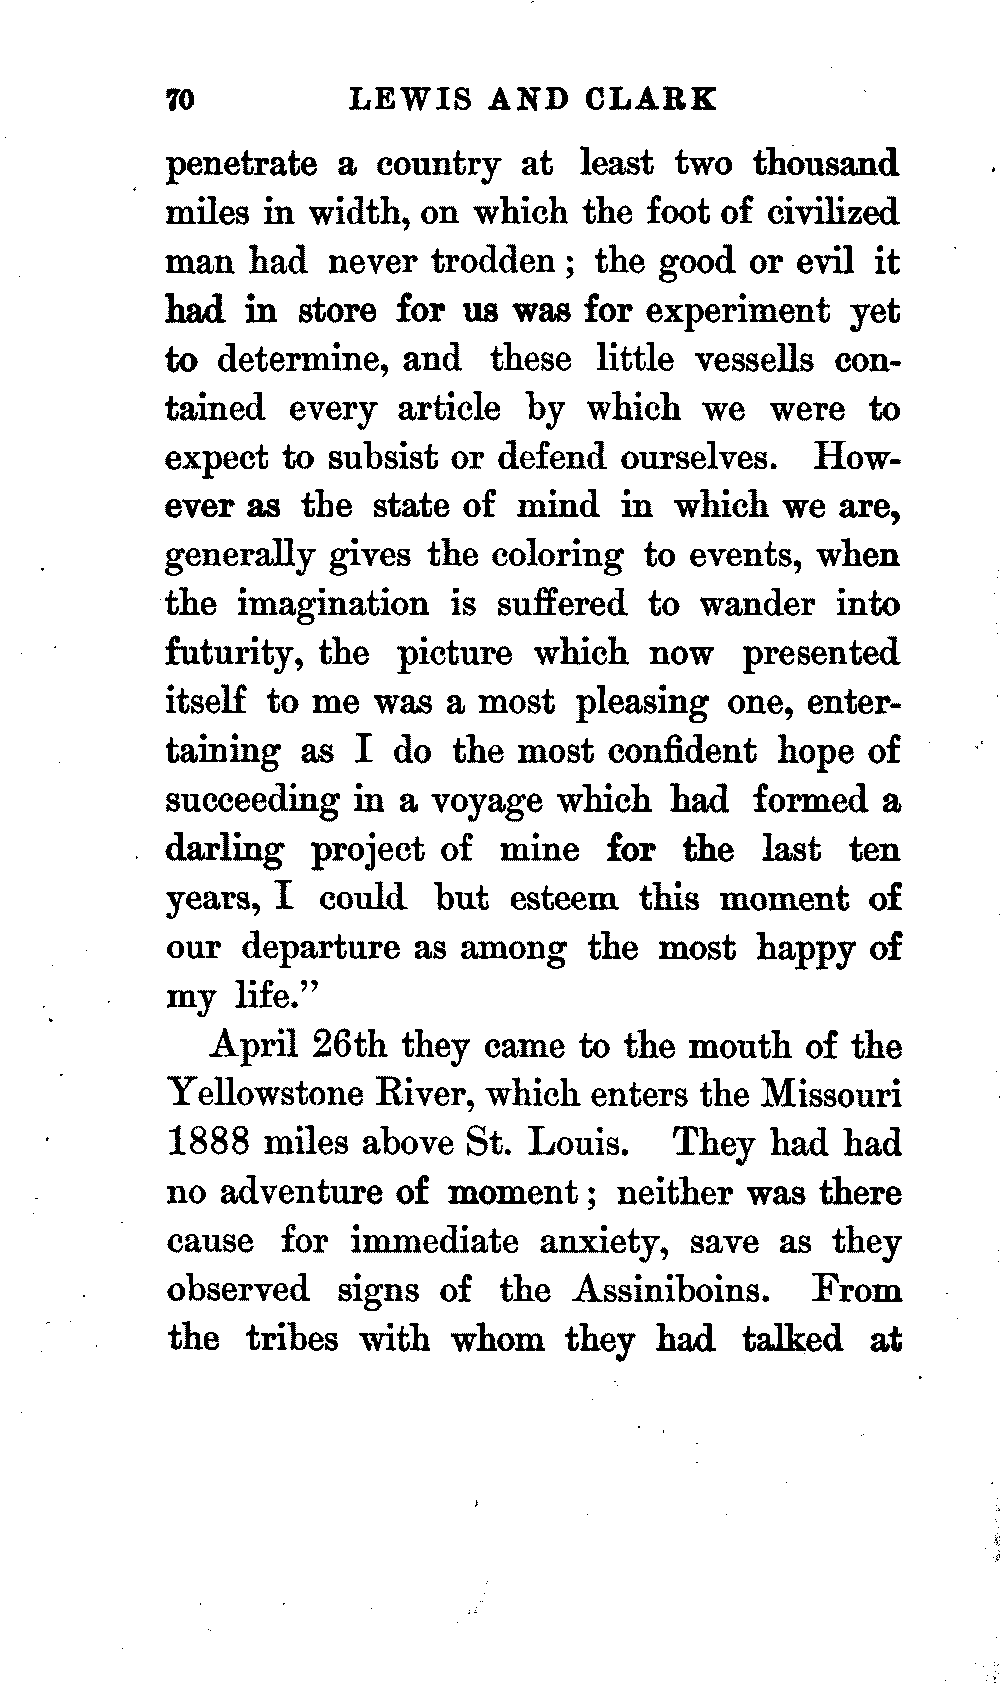 70 LEWIS AND CLARK
penetrate a country at least two thousand
miles in width, on which the foot of civilized
man had never trodden; the good or evil it
had in store for us was for experiment yet
to determine, and these little vessells con-
tained every article by which we were to
expect to subsist or defend ourselves. How-
ever as the state of mind in which we are,
generally gives the coloring to events, when
the imagination is suffered to wander into
futurity, the picture which now presented
itself to me was a most pleasing one, enter-
taining as I do the most confident hope of
succeeding in a voyage which had formed a
darling project of mine for the last ten
years, I could but esteem this moment of
our departure as among the most happy of
my life."
April 26th they came to the mouth of the
Yellowstone River, which enters the Missouri
1888 miles above St. Louis. They had had
no adventure of moment; neither was there
cause for immediate anxiety, save as they
observed signs of the Assiniboins. From
the tribes with whom they had talked at